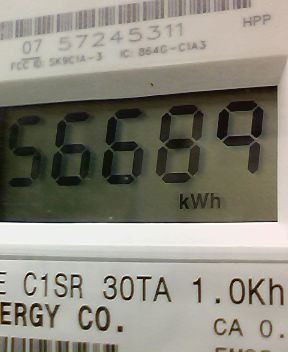 HPP
07 57245311
FCC ID: SK9C1A-3 IC: 864G-C1A3
56689
kWh
E C1SR 30TA 1.0Kh
ERGY CO.
CA 0.